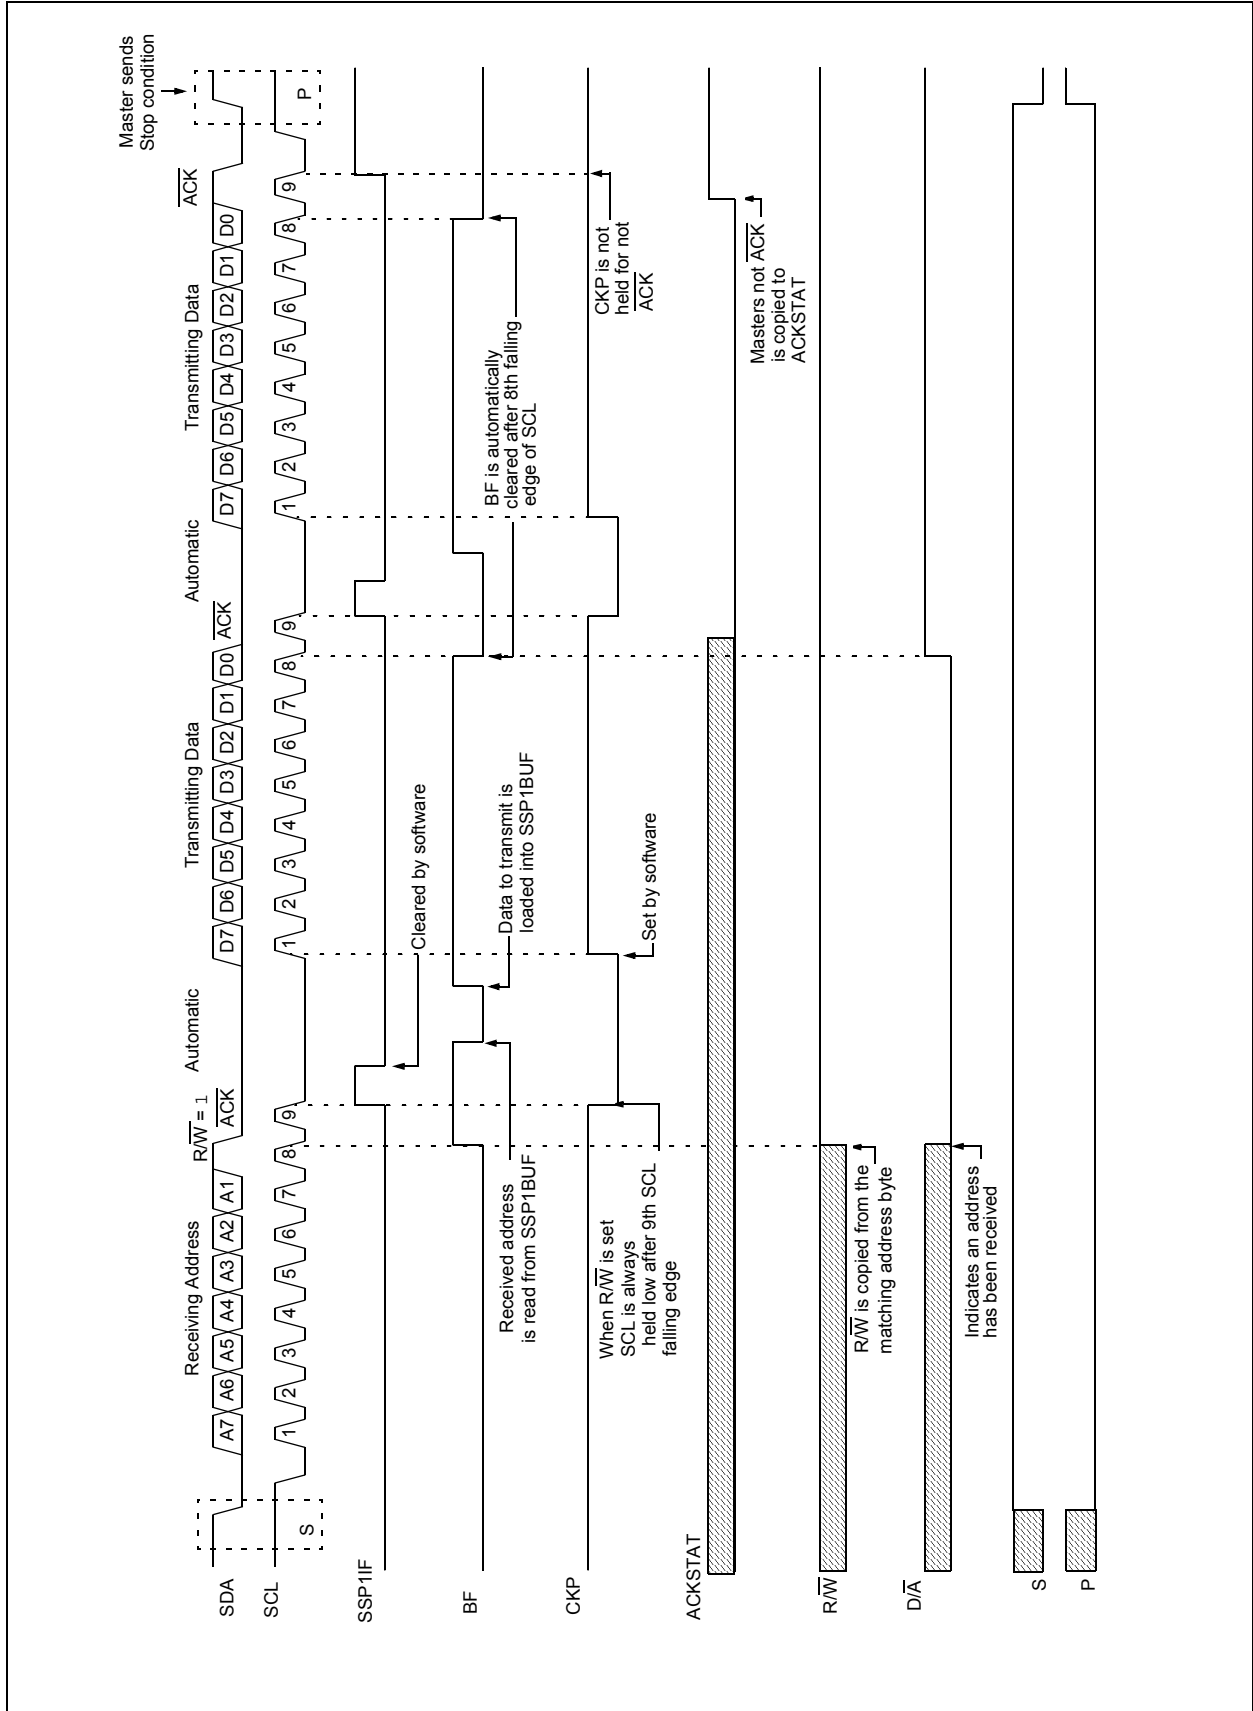 Master sends
Stop condition
Receiving Address
R/W = 1
Automatic
Transmitting Data
Automatic
Transmitting Data
ACK
ACK
ACK
SDA
A7 A6 A5 A4 A3 A2 A1
D7 D6 D5 D4 D3 D2 D1 D0
D7 D6 D5 D4 D3 D2 D1 D0
SCL
S
1 2 3 4 5 6 7 8 9
1 2 3 4 5 6 7 8 9
1 2 3 4 5 6 7 8 9
P
SSP1IF
Cleared by software
BF
Received address
is read from SSP1BUF
Data to transmit is
loaded into SSP1BUF
BF is automatically
cleared after 8th falling
edge of SCL
CKP
When R/W is set
SCL is always
held low after 9th SCL
falling edge
Set by software
CKP is not
held for not
ACK
ACKSTAT
Masters not ACK
is copied to
ACKSTAT
R/W
R/W is copied from the
matching address byte
D/A
Indicates an address
has been received
S
P